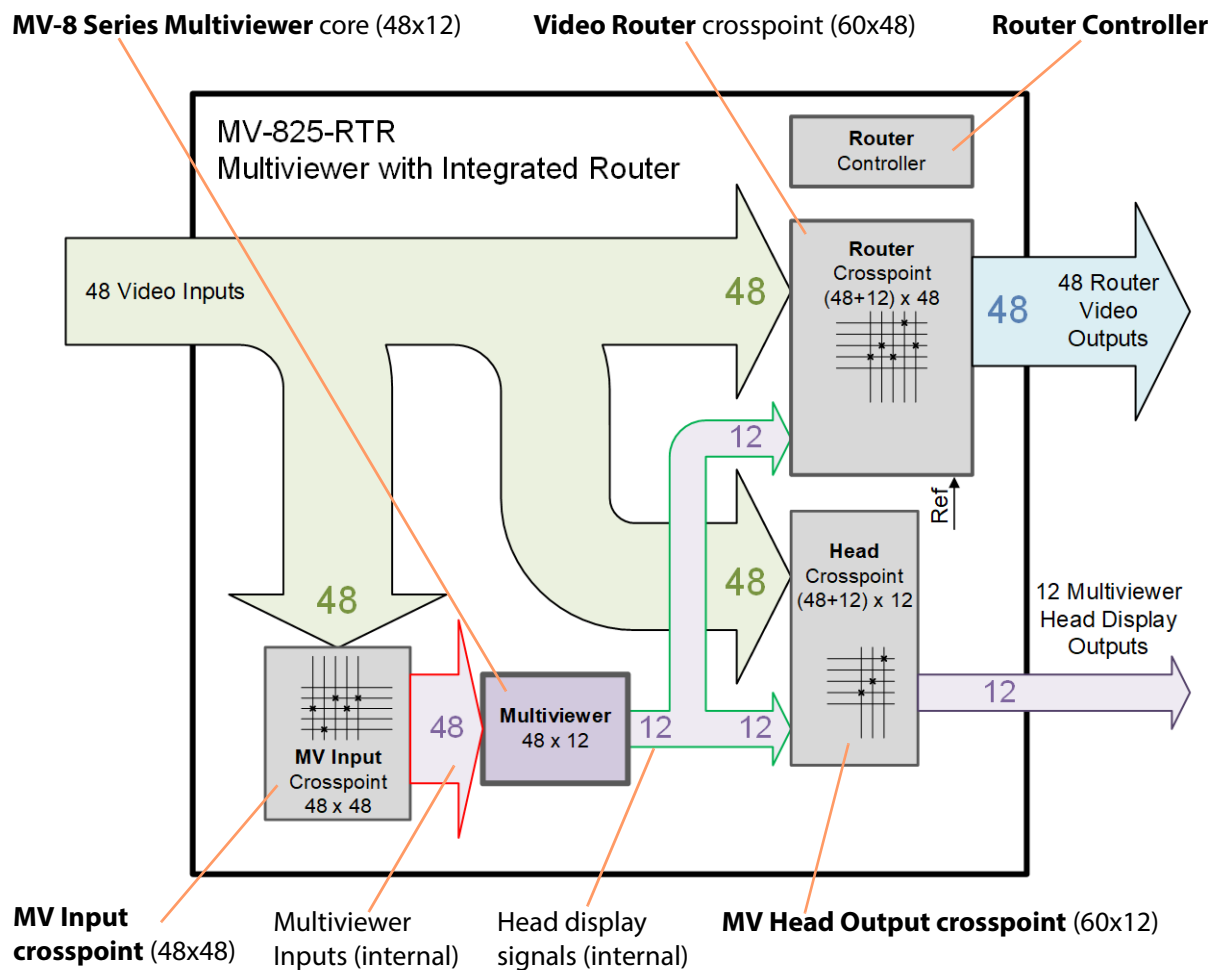 MV-8 Series Multiviewer core (48x12)
Video Router crosspoint (60x48)
Router Controller
MV-825-RTR
Multiviewer with Integrated Router
Router
Controller
48 Video Inputs
48
Router
Crosspoint
(48+12) x 48
48
48 Router
Video
Outputs
12
Ref
48
Head
Crosspoint
(48+12) x 12
48
12 Multiviewer
Head Display
Outputs
12
MV Input
Crosspoint
48 x 48
48
Multiviewer
48 x 12
12
12
MV Input
crosspoint (48x48)
Multiviewer
Inputs (internal)
Head display
signals (internal)
MV Head Output crosspoint (60x12)